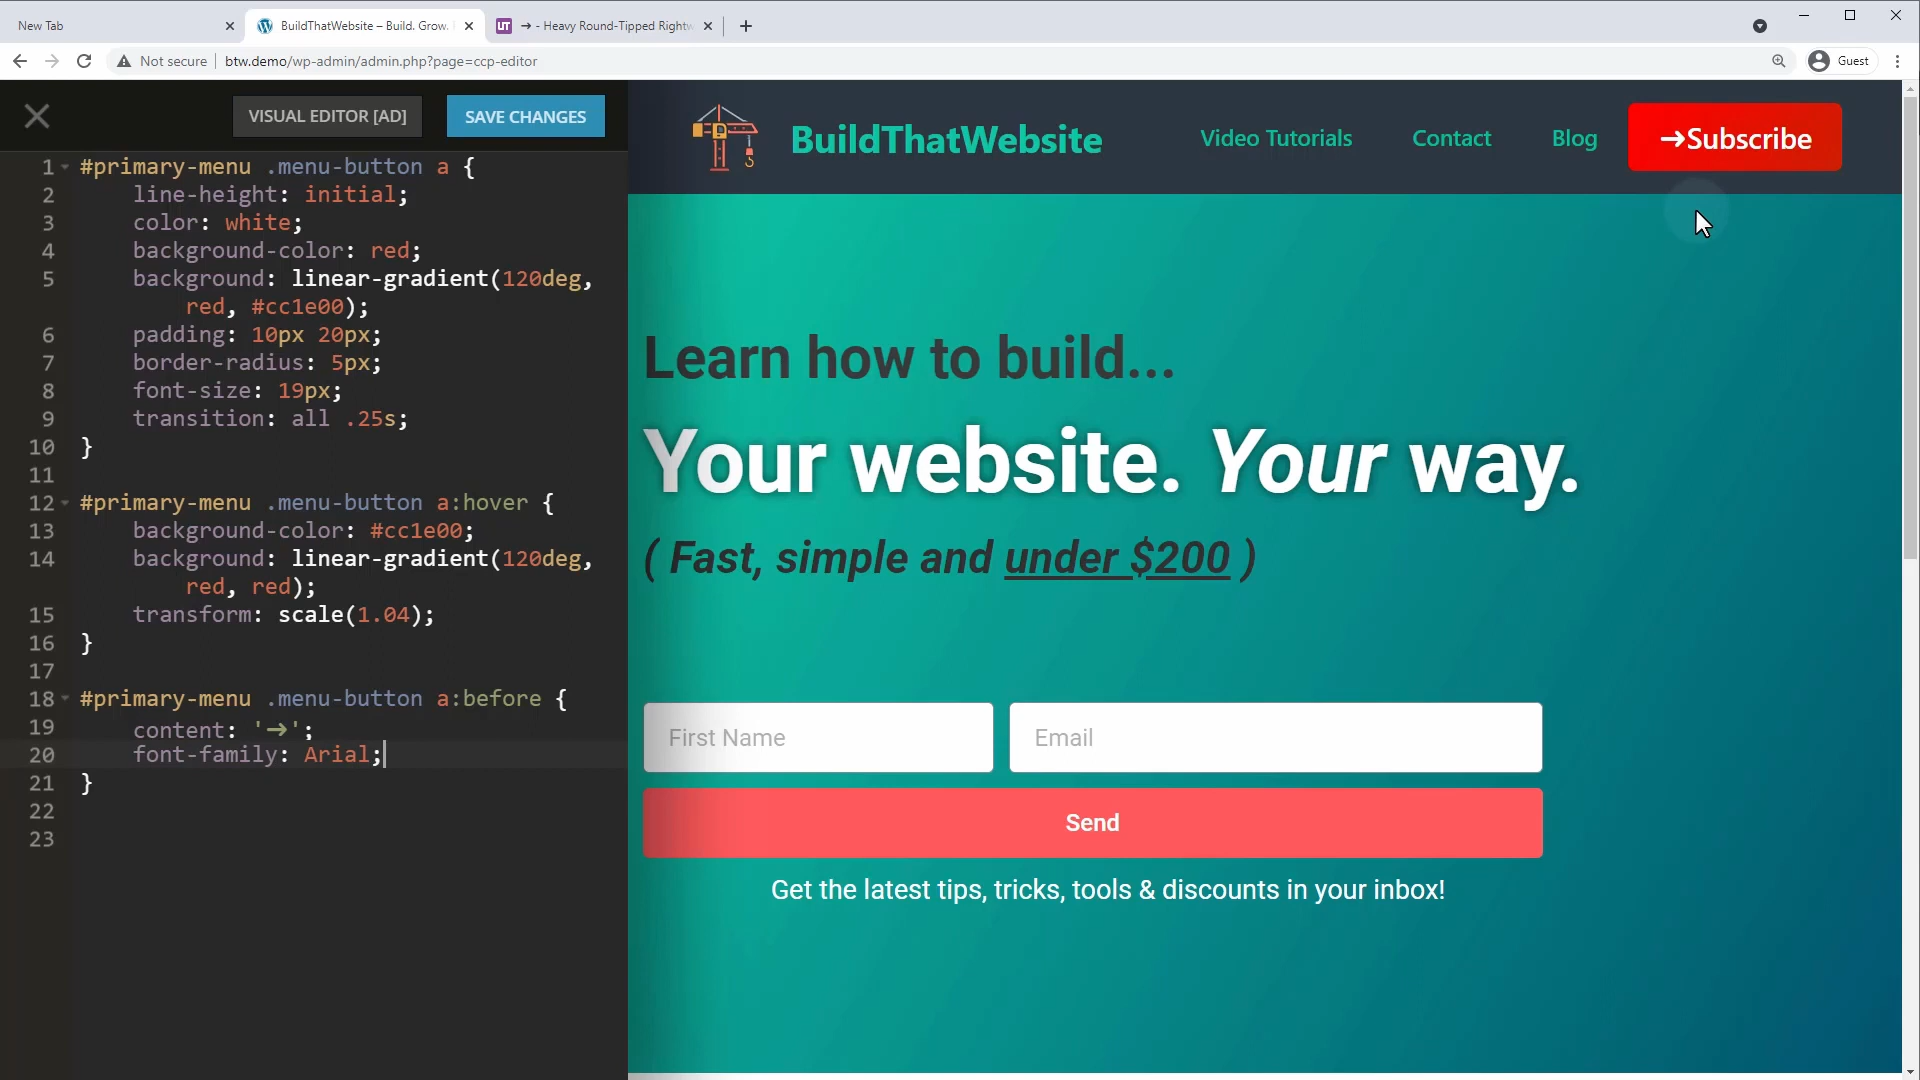 New Tab
BuildThatWebsite – Build. Grow.
UT
➜ - Heavy Round-Tipped Rightw
Not secure
btw.demo/wp-admin/admin.php?page=ccp-editor
Guest
VISUAL EDITOR [AD]
SAVE CHANGES
1 #primary-menu .menu-button a {
2 line-height: initial;
3 color: white;
4 background-color: red;
5 background: linear-gradient(120deg,
red, #cc1e00);
6 padding: 10px 20px;
7 border-radius: 5px;
8 font-size: 19px;
9 transition: all .25s;
10 }
11
12 #primary-menu .menu-button a:hover {
13 background-color: #cc1e00;
14 background: linear-gradient(120deg,
red, red);
15 transform: scale(1.04);
16 }
17
18 #primary-menu .menu-button a:before {
19 content: '➜';
20 font-family: Arial;
21 }
22
23
BuildThatWebsite
Video Tutorials
Contact
Blog
➜Subscribe
Learn how to build...
Your website. Your way.
( Fast, simple and under $200 )
First Name
Email
Send
Get the latest tips, tricks, tools & discounts in your inbox!